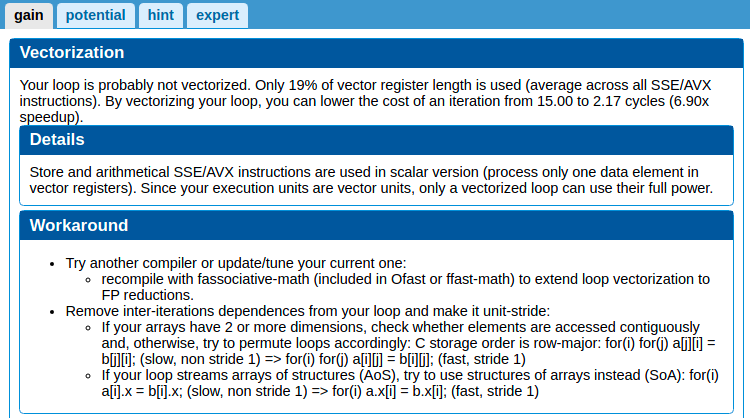 gain potential hint expert
Vectorization
Your loop is probably not vectorized. Only 19% of vector register length is used (average across all SSE/AVX
instructions). By vectorizing your loop, you can lower the cost of an iteration from 15.00 to 2.17 cycles (6.90x
speedup).
Details
Store and arithmetical SSE/AVX instructions are used in scalar version (process only one data element in
vector registers). Since your execution units are vector units, only a vectorized loop can use their full power.
Workaround
• Try another compiler or update/tune your current one:
◦ recompile with fassociative-math (included in Ofast or ffast-math) to extend loop vectorization to
FP reductions.
• Remove inter-iterations dependences from your loop and make it unit-stride:
◦ If your arrays have 2 or more dimensions, check whether elements are accessed contiguously
and, otherwise, try to permute loops accordingly: C storage order is row-major: for(i) for(j) a[j][i] =
b[j][i]; (slow, non stride 1) => for(i) for(j) a[i][j] = b[i][j]; (fast, stride 1)
◦ If your loop streams arrays of structures (AoS), try to use structures of arrays instead (SoA): for(i)
a[i].x = b[i].x; (slow, non stride 1) => for(i) a.x[i] = b.x[i]; (fast, stride 1)